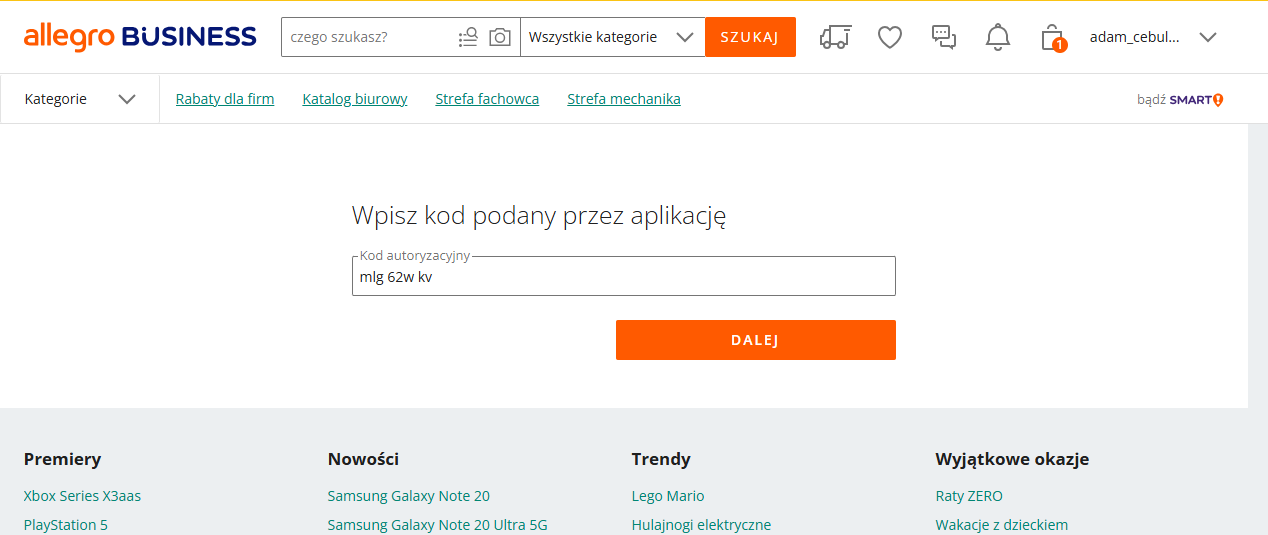 allegro BUSINESS
czego szukasz?
Wszystkie kategorie
SZUKAJ
1
adam_cebul...
Kategorie
Rabaty dla firm
Katalog biurowy
Strefa fachowca
Strefa mechanika
bądź SMART!
Wpisz kod podany przez aplikację
Kod autoryzacyjny
mlg 62w kv
DALEJ
Premiery
Xbox Series X3aas
PlayStation 5
Nowości
Samsung Galaxy Note 20
Samsung Galaxy Note 20 Ultra 5G
Trendy
Lego Mario
Hulajnogi elektryczne
Wyjątkowe okazje
Raty ZERO
Wakacje z dzieckiem